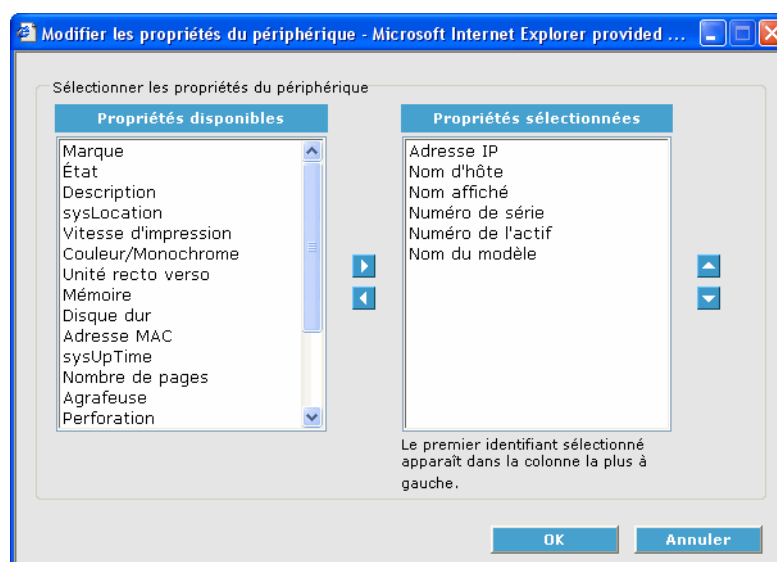 Modifier les propriétés du périphérique - Microsoft Internet Explorer provided ...
Sélectionner les propriétés du périphérique
Propriétés disponibles
Marque
État
Description
sysLocation
Vitesse d'impression
Couleur/Monochrome
Unité recto verso
Mémoire
Disque dur
Adresse MAC
sysUpTime
Nombre de pages
Agrafeuse
Perforation
Propriétés sélectionnées
Adresse IP
Nom d'hôte
Nom affiché
Numéro de série
Numéro de l'actif
Nom du modèle
Le premier identifiant sélectionné
apparaît dans la colonne la plus à
gauche.
OK
Annuler